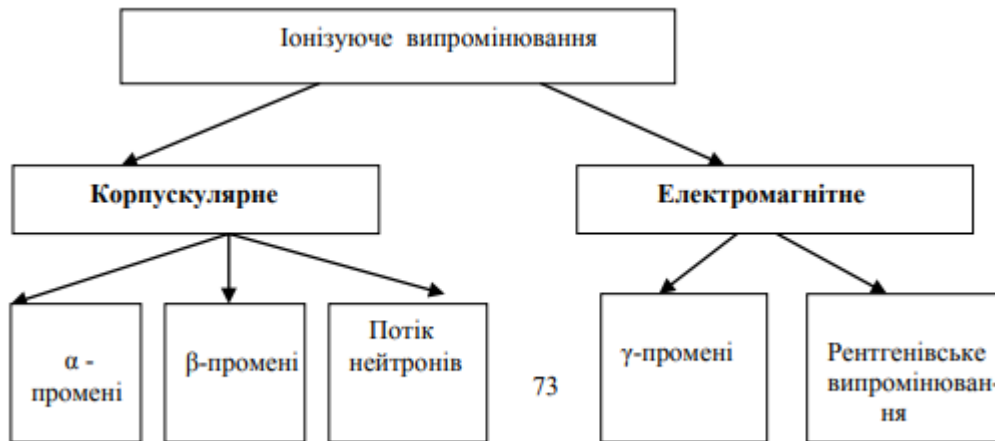 Іонізуюче випромінювання
Корпускулярне
Електромагнітне
α -
промені
β-промені
Потік
нейтронів
73
γ-промені
Рентгенівське
випромінюван-
ня